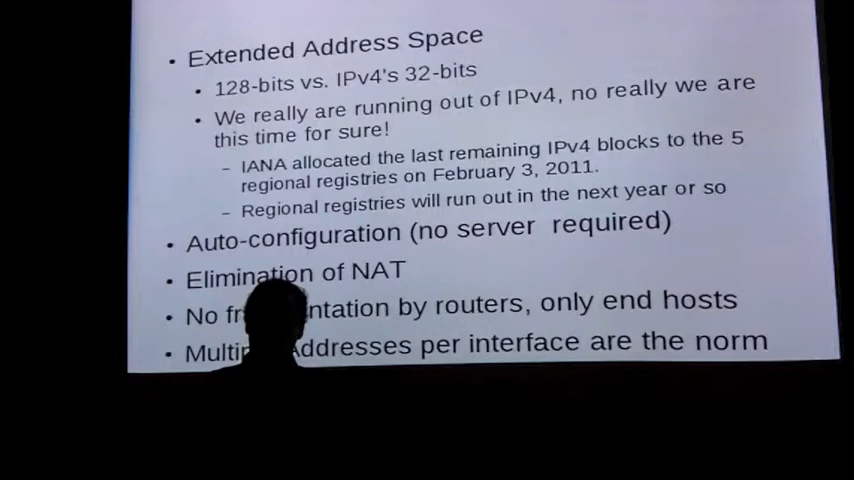 • Extended Address Space
• 128-bits vs. IPv4's 32-bits
• We really are running out of IPv4, no really we are
this time for sure!
– IANA allocated the last remaining IPv4 blocks to the 5
regional registries on February 3, 2011.
– Regional registries will run out in the next year or so
• Auto-configuration (no server required)
• Elimination of NAT
• No by routers, only end hosts
• Addresses per interface are the norm